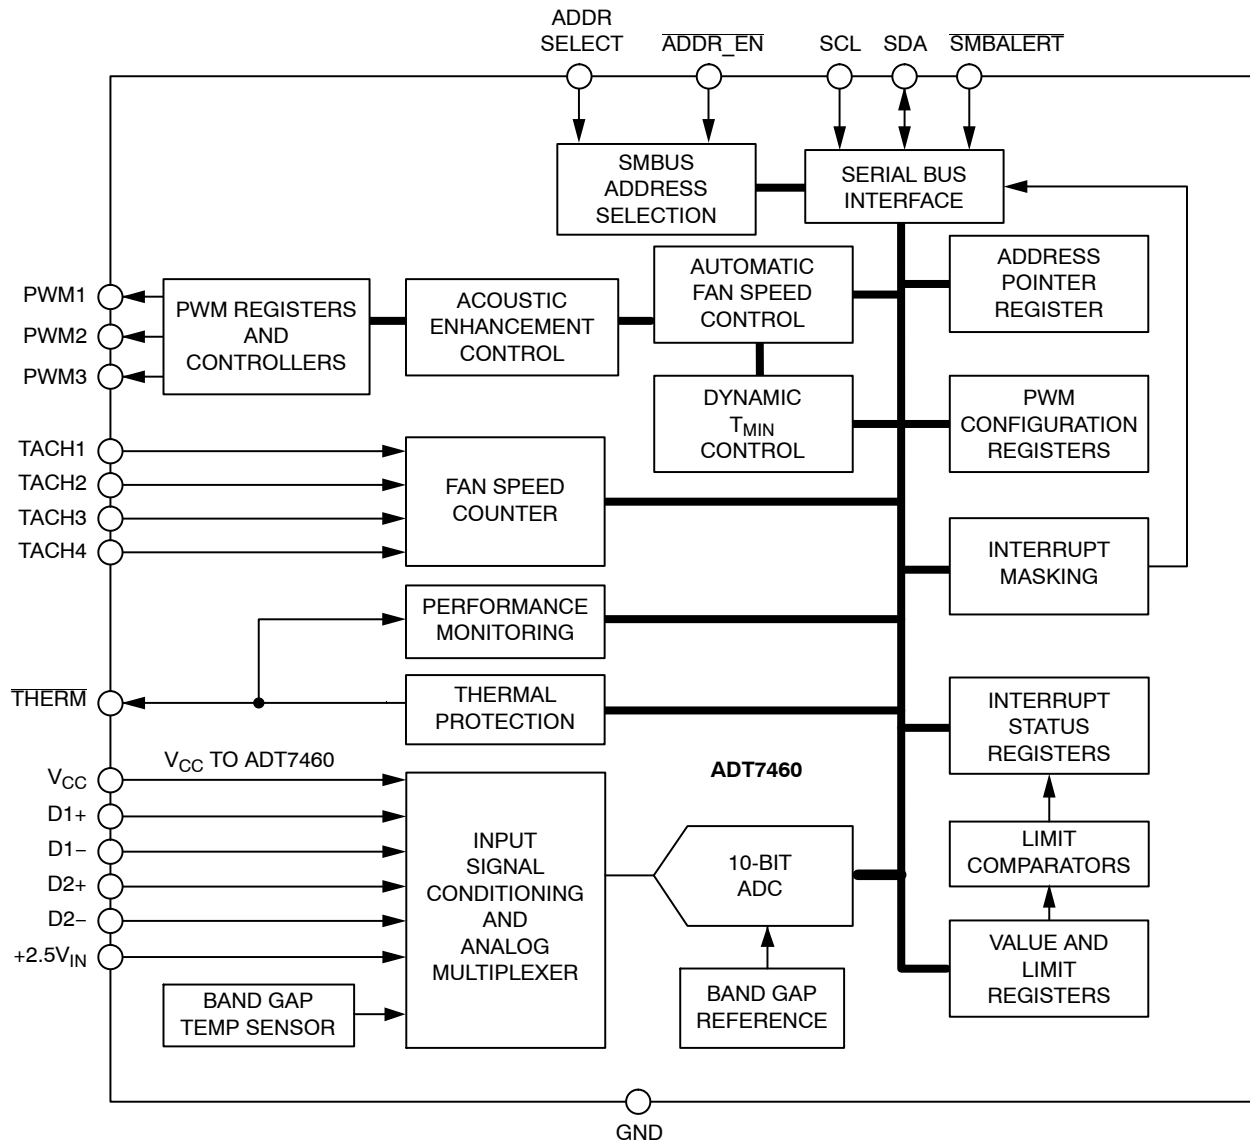 ADDR
SELECT
ADDR_EN
SCL
SDA
SMBALERT
SMBUS
ADDRESS
SELECTION
SERIAL BUS
INTERFACE
PWM1
PWM2
PWM3
PWM REGISTERS
AND
CONTROLLERS
ACOUSTIC
ENHANCEMENT
CONTROL
AUTOMATIC
FAN SPEED
CONTROL
ADDRESS
POINTER
REGISTER
DYNAMIC
TMIN
CONTROL
PWM
CONFIGURATION
REGISTERS
TACH1
TACH2
TACH3
TACH4
FAN SPEED
COUNTER
INTERRUPT
MASKING
PERFORMANCE
MONITORING
THERM
THERMAL
PROTECTION
INTERRUPT
STATUS
REGISTERS
VCC
VCC TO ADT7460
D1+
D1−
D2+
D2−
+2.5VIN
INPUT
SIGNAL
CONDITIONING
AND
ANALOG
MULTIPLEXER
ADT7460
10-BIT
ADC
LIMIT
COMPARATORS
VALUE AND
LIMIT
REGISTERS
BAND GAP
TEMP SENSOR
BAND GAP
REFERENCE
GND